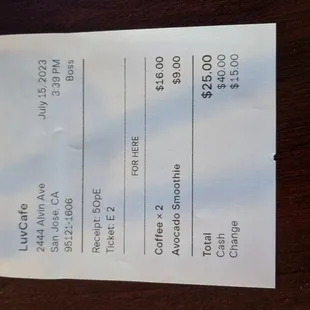 LuvCafe
2444 Alvin Ave July 15, 2023
San Jose, CA 3:39 PM
95121-1606 Boss
Receipt: 5OpE
Ticket: E 2
FOR HERE
Coffee × 2 $16.00
Avocado Smoothie $9.00
Total $25.00
Cash $40.00
Change $15.00